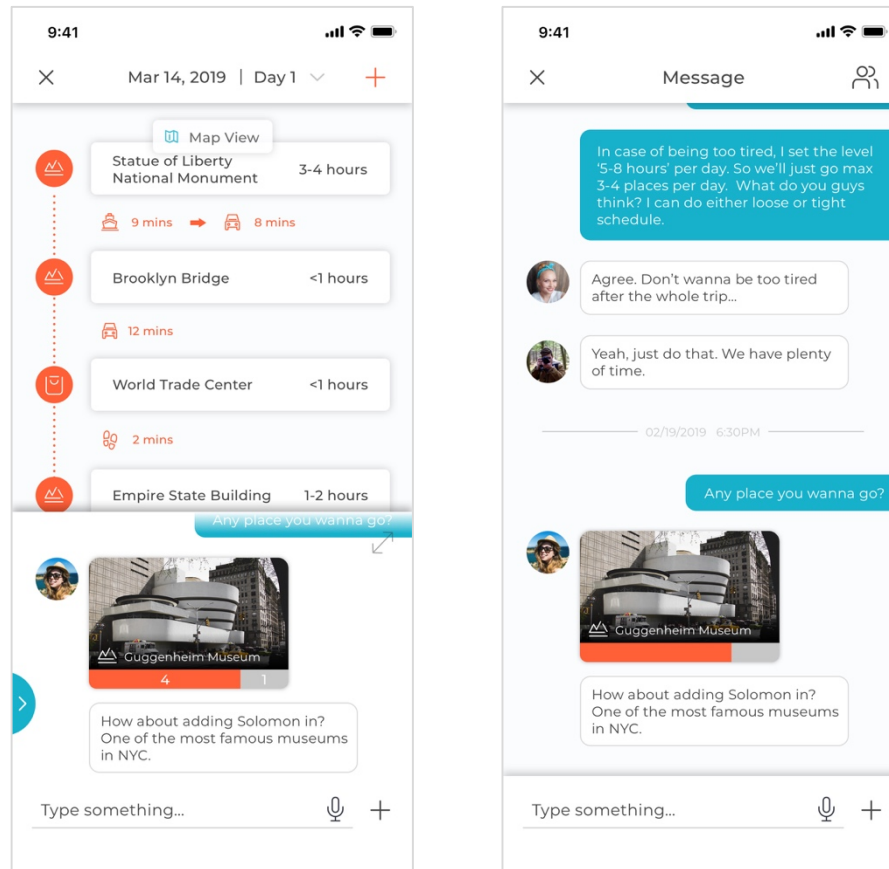 9:41
Mar 14, 2019 | Day 1
Map View
Statue of Liberty
National Monument
3-4 hours
9 mins
8 mins
Brooklyn Bridge
<1 hours
12 mins
World Trade Center
<1 hours
2 mins
Empire State Building
1-2 hours
Any place you wanna go?
Guggenheim Museum
4
1
How about adding Solomon in?
One of the most famous museums
in NYC.
Type something...
9:41
Message
In case of being too tired, I set the level
‘5-8 hours’ per day. So we’ll just go max
3-4 places per day. What do you guys
think? I can do either loose or tight
schedule.
Agree. Don’t wanna be too tired
after the whole trip...
Yeah, just do that. We have plenty
of time.
02/19/2019 6:30PM
Any place you wanna go?
Guggenheim Museum
How about adding Solomon in?
One of the most famous museums
in NYC.
Type something...